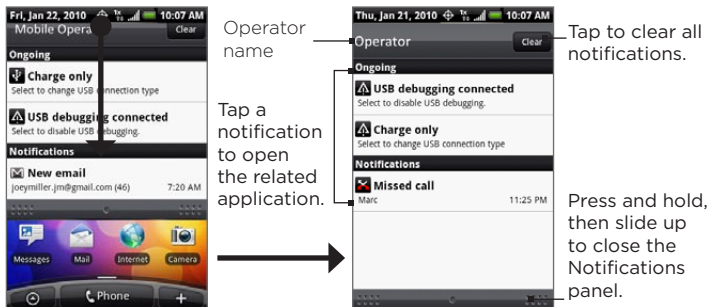 Fri, Jan 22, 2010 10:07 AM
Mobile Opera
Clear
Ongoing
Charge only
Select to change USB connection type
USB debugging connected
Select to disable USB debugging.
Notifications
New email
joeymiller.jm@gmail.com (46) 7:20 AM
Messages Mail Internet Camera
Phone
Operator
name
Tap a
notification
to open
the related
application.
Thu, Jan 21, 2010 10:07 AM
Operator
Clear
Ongoing
USB debugging connected
Select to disable USB debugging.
Charge only
Select to change USB connection type
Notifications
Missed call
Marc 11:25 PM
Tap to clear all
notifications.
Press and hold,
then slide up
to close the
Notifications
panel.